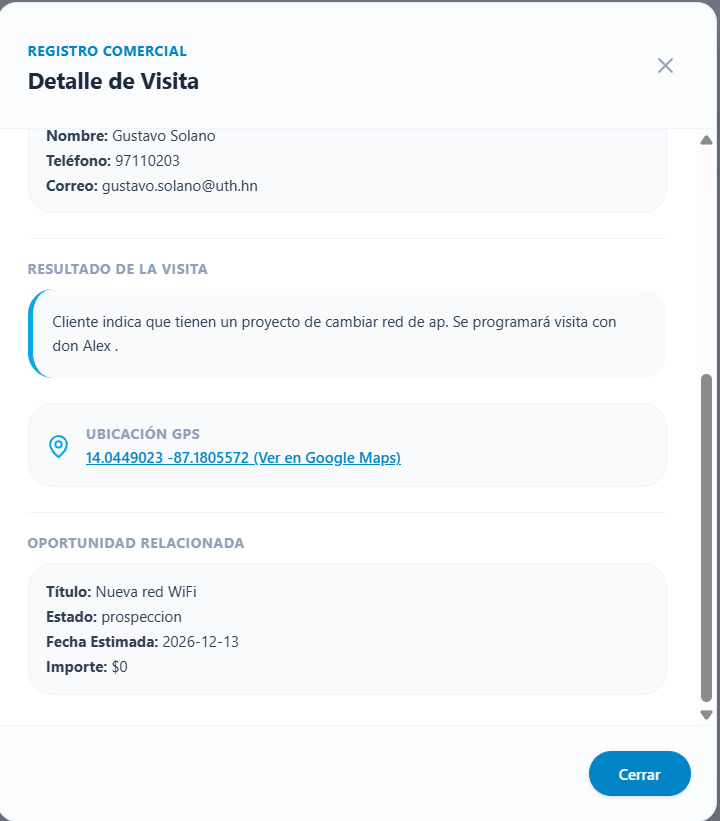 REGISTRO COMERCIAL
Detalle de Visita
Nombre: Gustavo Solano
Teléfono: 97110203
Correo: gustavo.solano@uth.hn
RESULTADO DE LA VISITA
Cliente indica que tienen un proyecto de cambiar red de ap. Se programará visita con
don Alex .
UBICACIÓN GPS
14.0449023 -87.1805572 (Ver en Google Maps)
OPORTUNIDAD RELACIONADA
Título: Nueva red WiFi
Estado: prospeccion
Fecha Estimada: 2026-12-13
Importe: $0
Cerrar